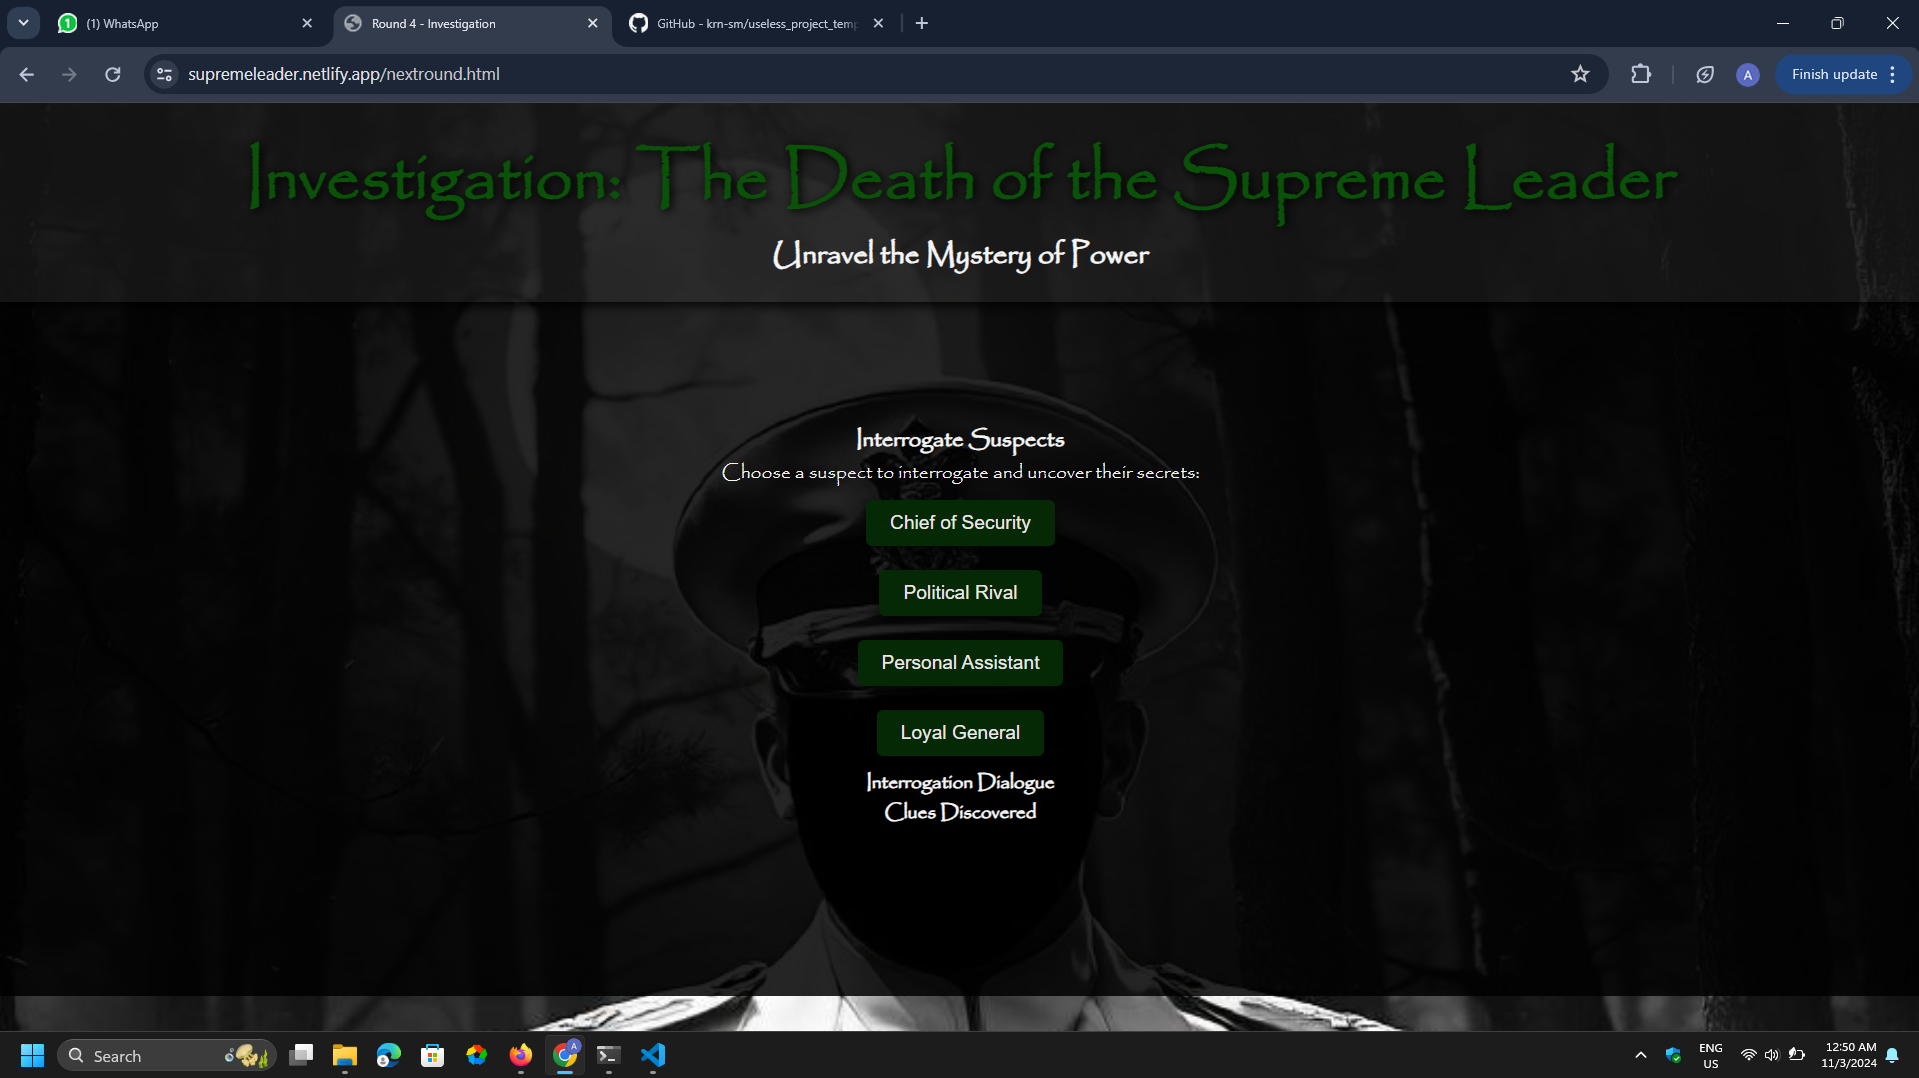 (1) WhatsApp
Round 4 - Investigation
GitHub - krn-sm/useless_project_temp
supremeleader.netlify.app/nextround.html
A
Finish update
Investigation: The Death of the Supreme Leader
Unravel the Mystery of Power
Interrogate Suspects
Choose a suspect to interrogate and uncover their secrets:
Chief of Security
Political Rival
Personal Assistant
Loyal General
Interrogation Dialogue
Clues Discovered
Search
A
ENG
US
12:50 AM
11/3/2024